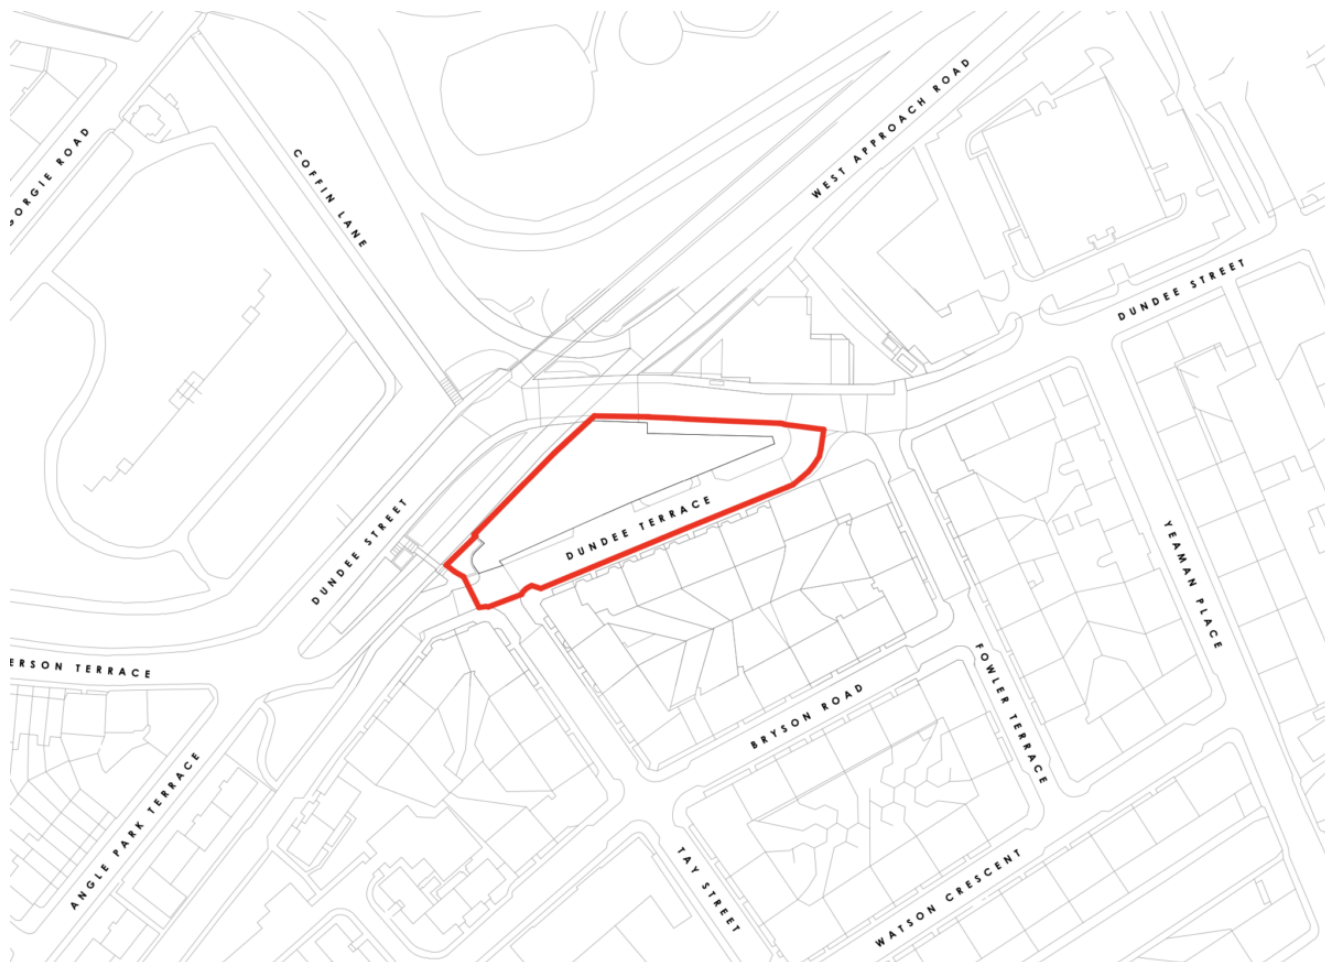 WEST APPROACH ROAD
GORGIE ROAD
COFFIN LANE
DUNDEE STREET
DUNDEE STREET
DUNDEE TERRACE
YEAMAN PLACE
ERSON TERRACE
FOWLER TERRACE
BRYSON ROAD
ANGLE PARK TERRACE
TAY STREET
WATSON CRESCENT